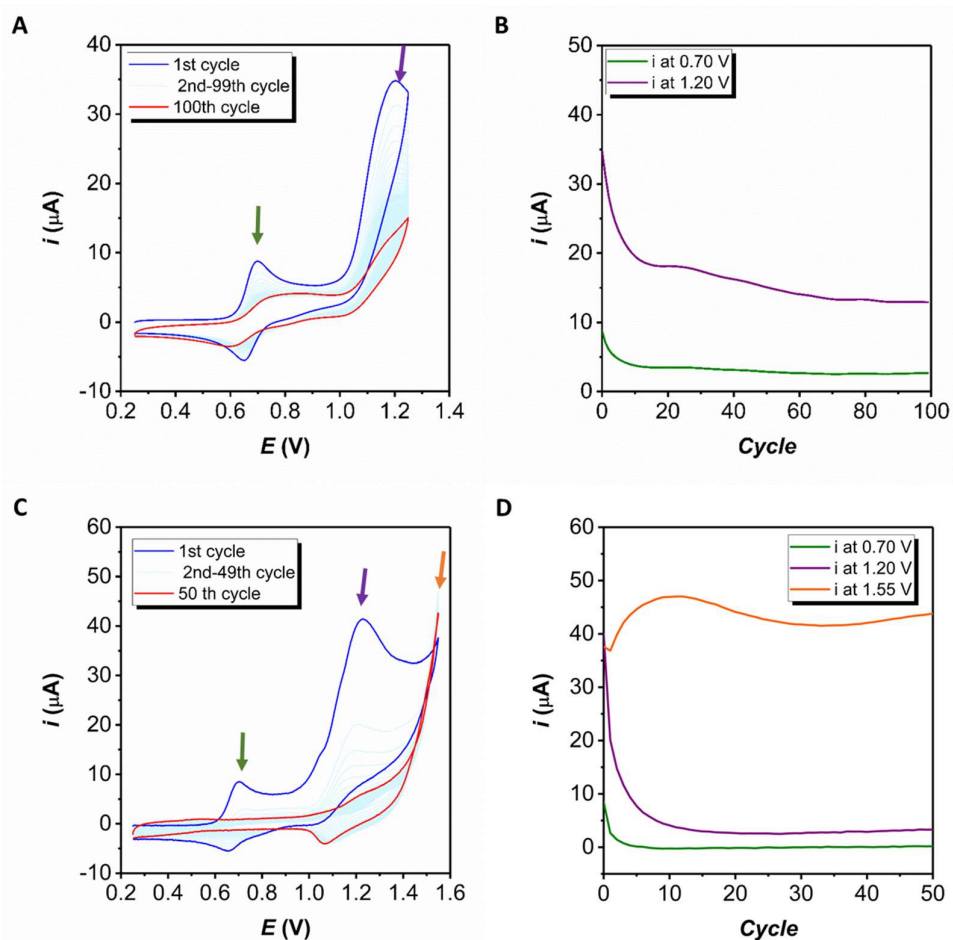 A
40
30
20
10
0
-10
i (µA)
1st cycle
2nd-99th cycle
100th cycle
0.2 0.4 0.6 0.8 1.0 1.2 1.4
E (V)
B
50
40
30
20
10
0
i (µA)
i at 0.70 V
i at 1.20 V
0 20 40 60 80 100
Cycle
C
60
50
40
30
20
10
0
-10
i (µA)
1st cycle
2nd-49th cycle
50 th cycle
0.2 0.4 0.6 0.8 1.0 1.2 1.4 1.6
E (V)
D
60
50
40
30
20
10
0
i (µA)
i at 0.70 V
i at 1.20 V
i at 1.55 V
0 10 20 30 40 50
Cycle